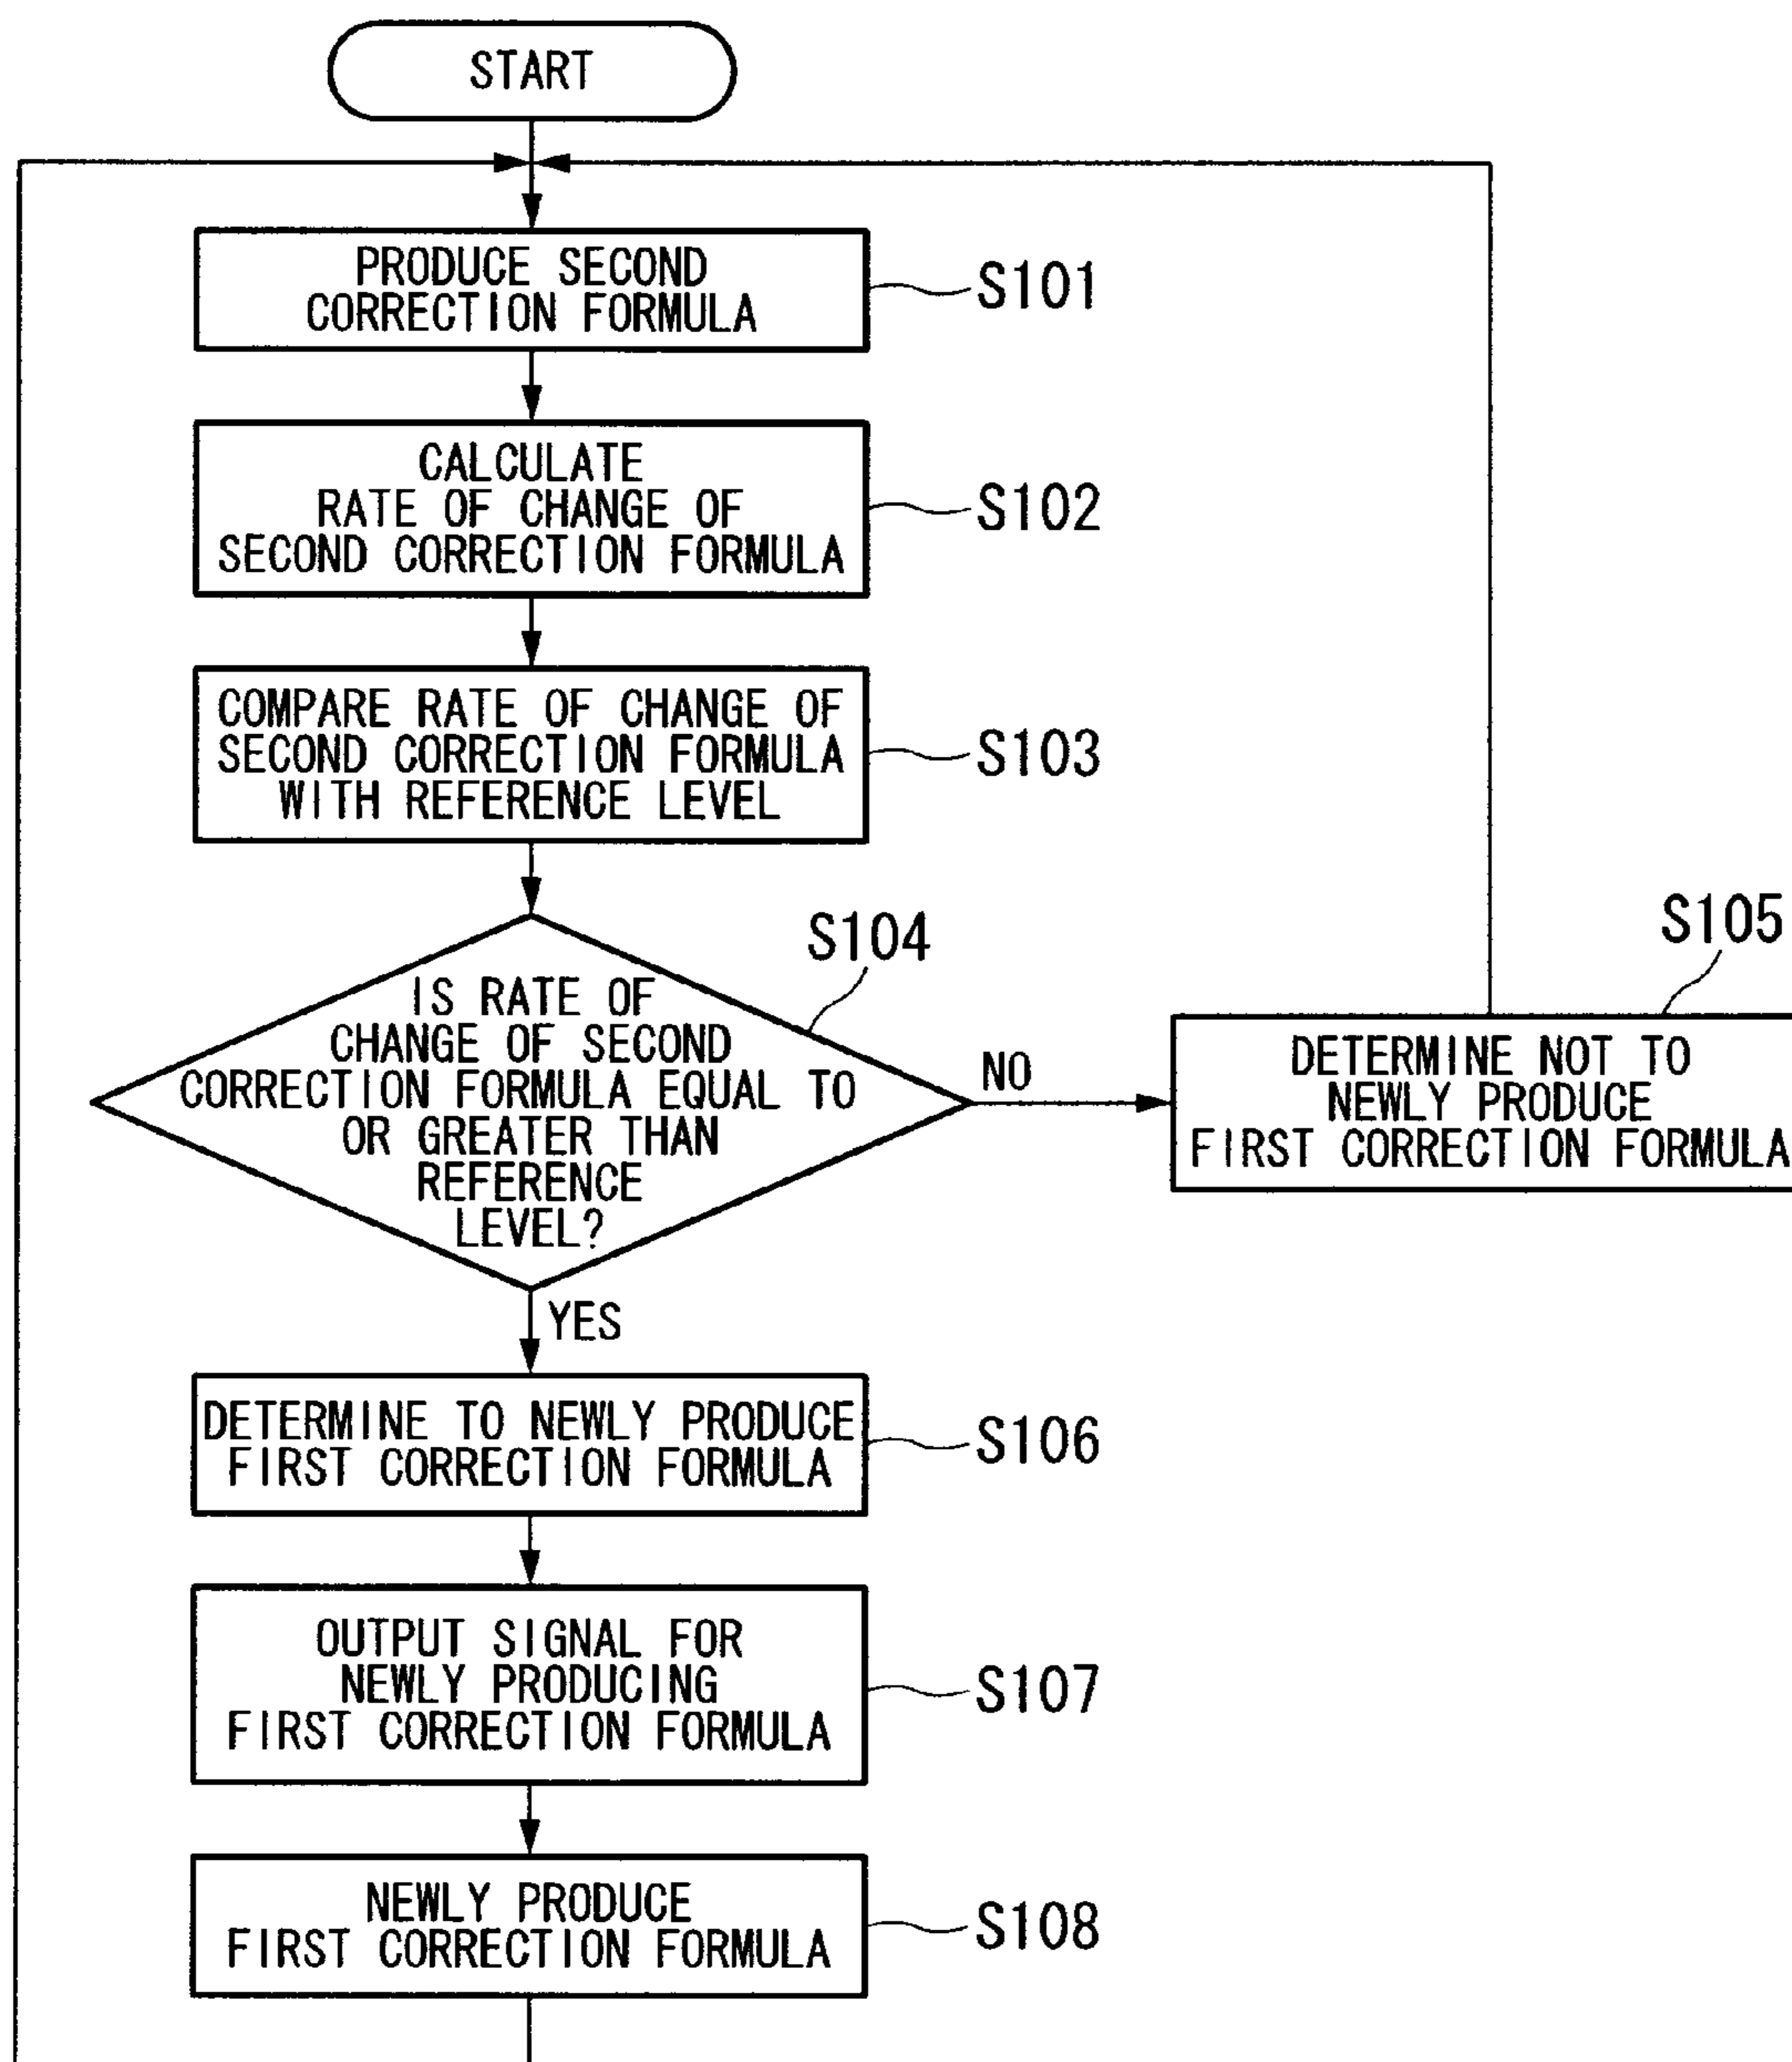 START
PRODUCE SECOND
CORRECTION FORMULA
S101
CALCULATE
RATE OF CHANGE OF
SECOND CORRECTION FORMULA
S102
COMPARE RATE OF CHANGE OF
SECOND CORRECTION FORMULA
WITH REFERENCE LEVEL
S103
S104
IS RATE OF
CHANGE OF SECOND
CORRECTION FORMULA EQUAL TO
OR GREATER THAN
REFERENCE
LEVEL?
NO
S105
DETERMINE NOT TO
NEWLY PRODUCE
FIRST CORRECTION FORMULA
YES
DETERMINE TO NEWLY PRODUCE
FIRST CORRECTION FORMULA
S106
OUTPUT SIGNAL FOR
NEWLY PRODUCING
FIRST CORRECTION FORMULA
S107
NEWLY PRODUCE
FIRST CORRECTION FORMULA
S108